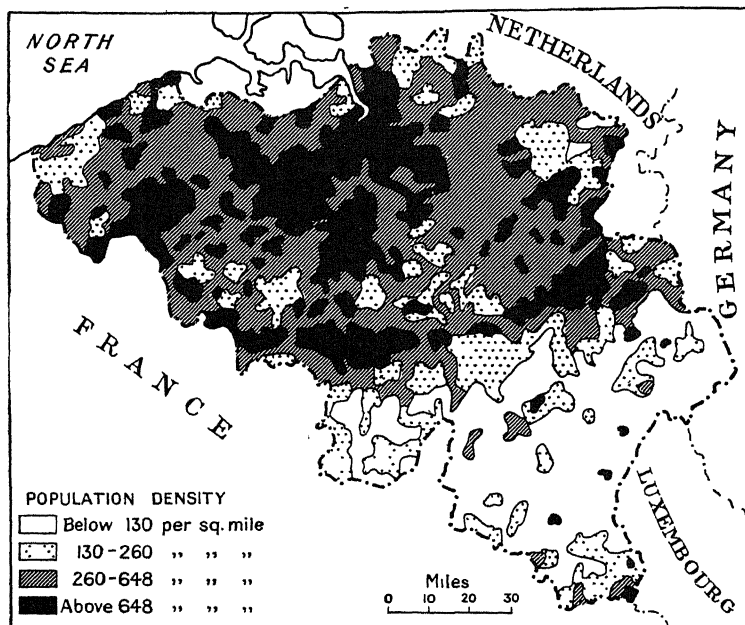 NORTH
SEA
NETHERLANDS
GERMANY
FRANCE
LUXEMBOURG
POPULATION DENSITY
Below 130 per sq. mile
130-260 ,, ,, ,,
260-648 ,, ,, ,,
Above 648 ,, ,, ,,
Miles
0 10 20 30